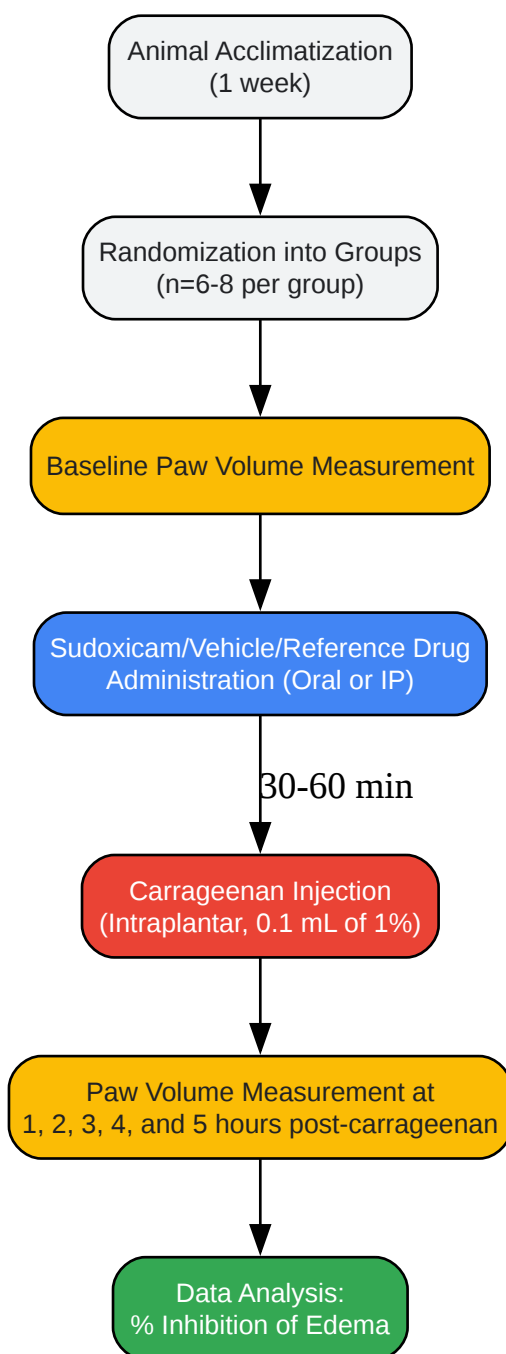 Animal Acclimatization
(1 week)
Randomization into Groups
(n=6-8 per group)
Baseline Paw Volume Measurement
Sudoxicam/Vehicle/Reference Drug
Administration (Oral or IP)
30-60 min
Carrageenan Injection
(Intraplantar, 0.1 mL of 1%)
Paw Volume Measurement at
1, 2, 3, 4, and 5 hours post-carrageenan
Data Analysis:
% Inhibition of Edema